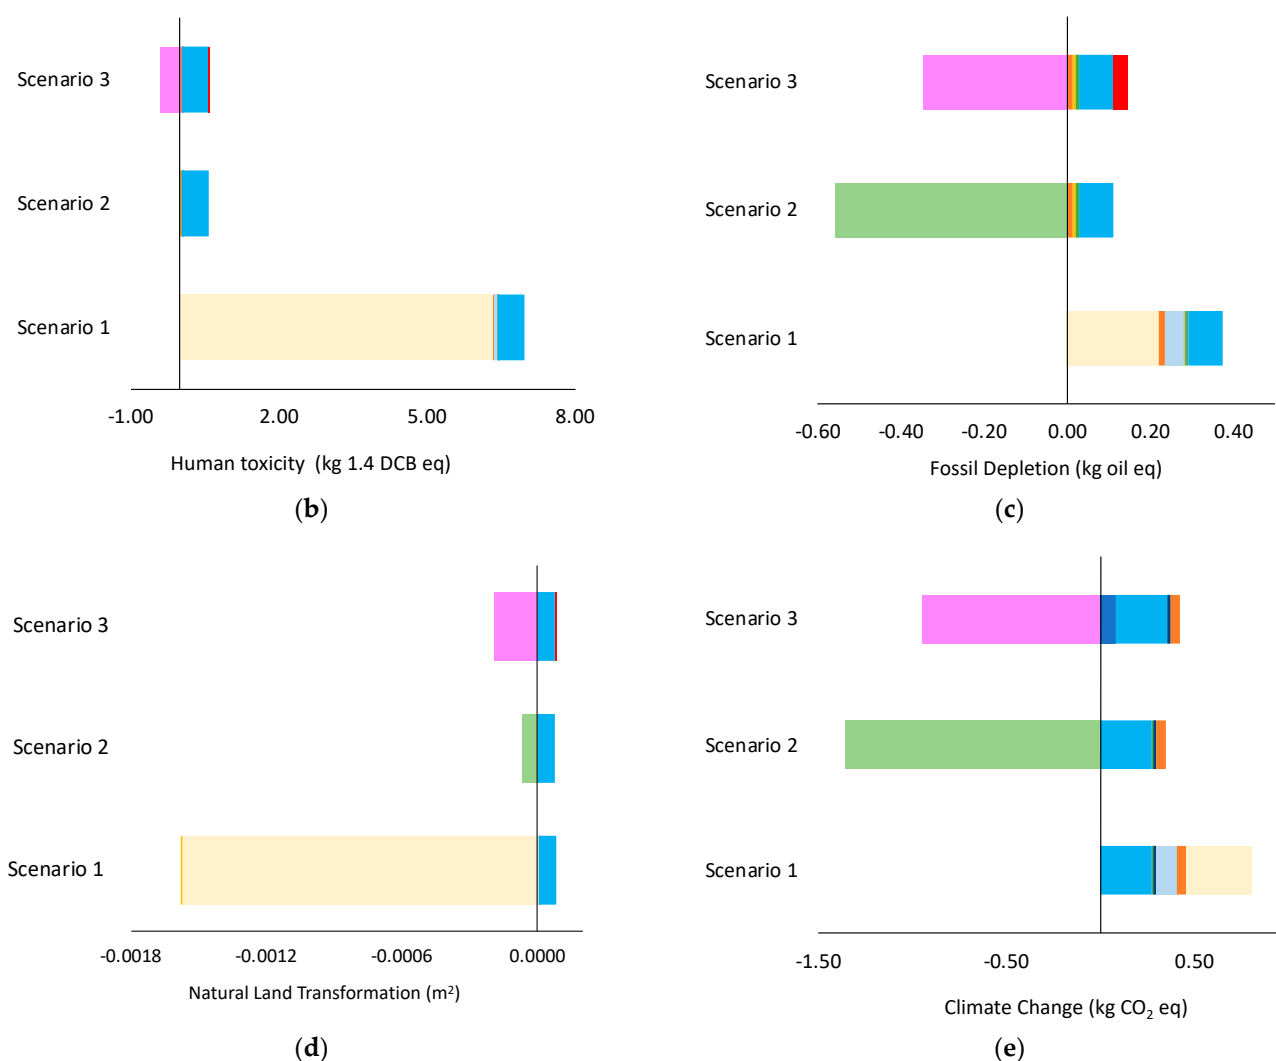 Scenario 3
Scenario 2
Scenario 1
-1.00 2.00 5.00 8.00
Human toxicity (kg 1.4 DCB eq)
(b)
Scenario 3
Scenario 2
Scenario 1
-0.60 -0.40 -0.20 0.00 0.20 0.40
Fossil Depletion (kg oil eq)
(c)
Scenario 3
Scenario 2
Scenario 1
-0.0018 -0.0012 -0.0006 0.0000
Natural Land Transformation (m²)
(d)
Scenario 3
Scenario 2
Scenario 1
-1.50 -0.50 0.50
Climate Change (kg CO₂ eq)
(e)